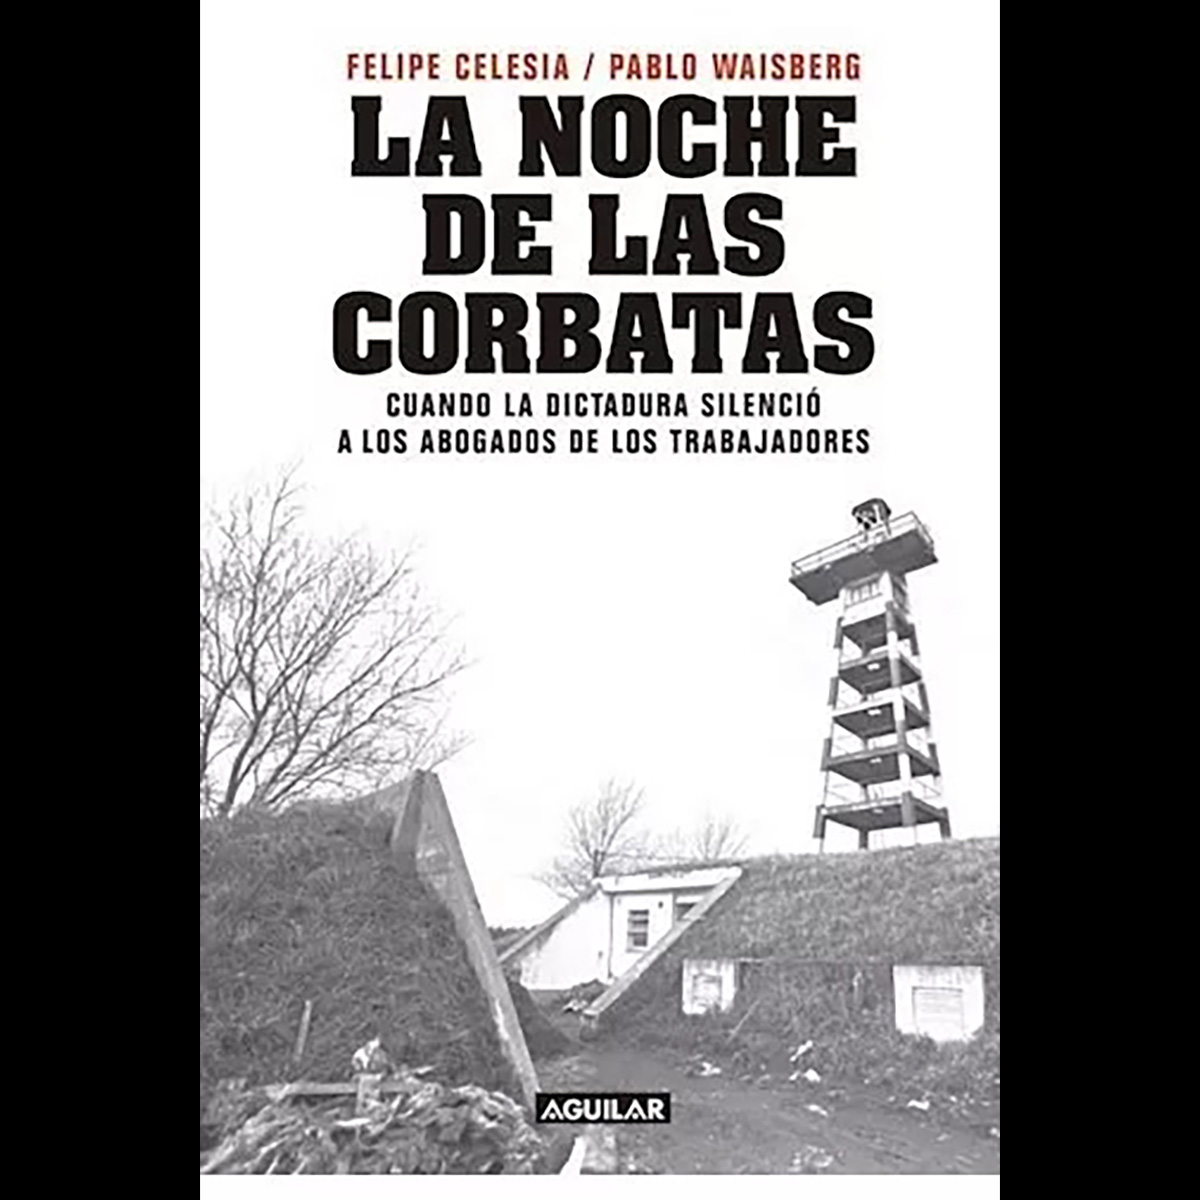 FELIPE CELESIA / PABLO WAISBERG
LA NOCHE
DE LAS
CORBATAS
CUANDO LA DICTADURA SILENCIÓ
A LOS ABOGADOS DE LOS TRABAJADORES
AGUILAR